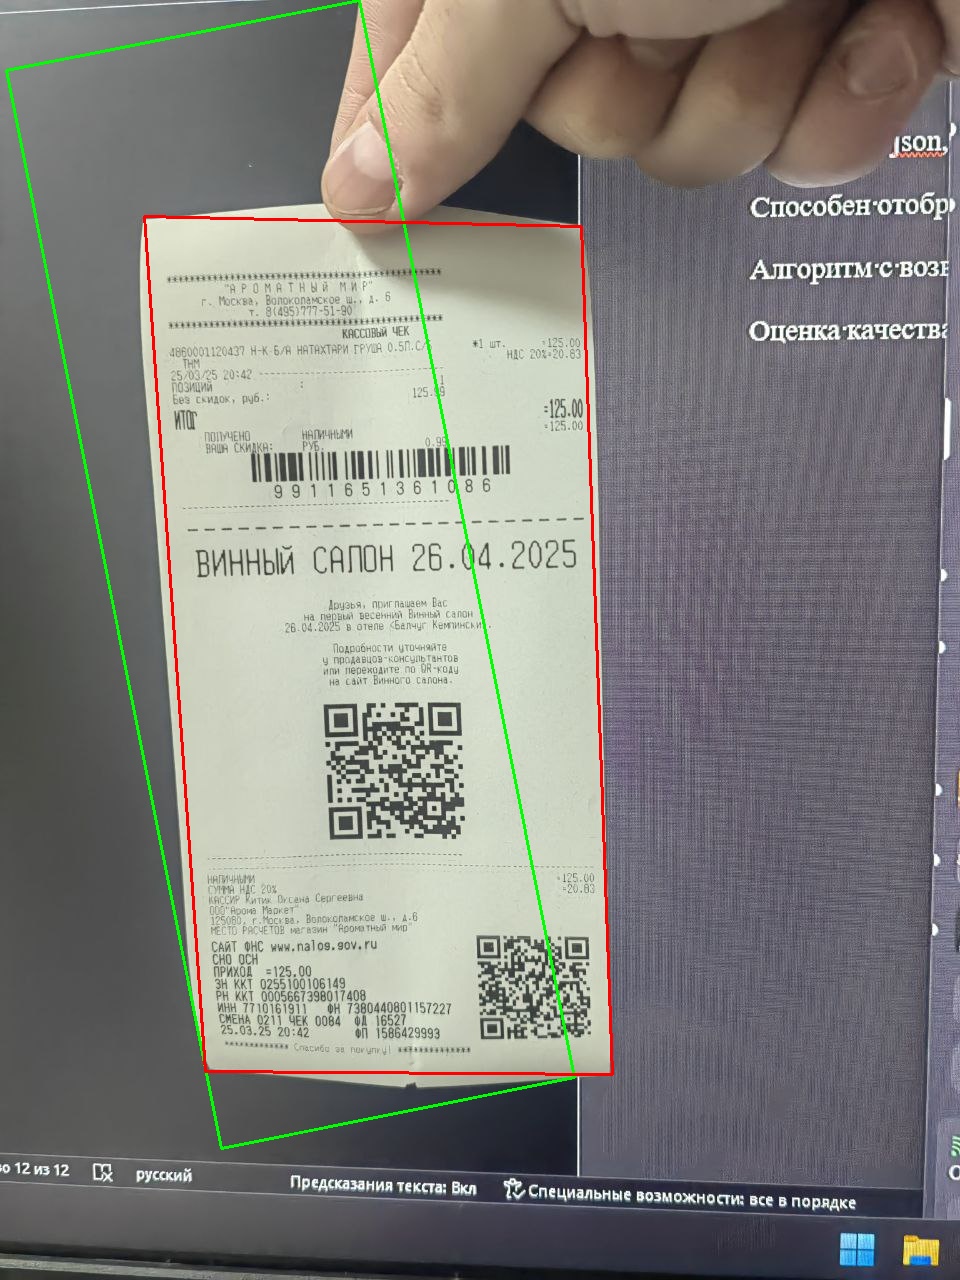 json,
Способен·отобр
Алгоритм·с·возв
Оценка·качества
********************************************
"АРОМАТНЫЙ МИР"
г. Москва, Волоколамское ш., д. 6
т. 8(495)777-51-90
********************************************
КАССОВЫЙ ЧЕК
4860001120437 Н-К-Б/А НАТАХТАРИ ГРУША 0.5Л.С/ *1 шт. =125.00
ТНМ НДС 20%=20.83
25/03/25 20:42
ПОЗИЦИЙ : 1
Без скидок, руб.: 125.99
ИТОГ =125.00
ПОЛУЧЕНО НАЛИЧНЫМИ =125.00
ВАША СКИДКА: РУБ. 0.99
9911651361086
ВИННЫЙ САЛОН 26.04.2025
Друзья, приглашаем Вас
на первый весенний Винный салон
26.04.2025 в отеле <Балчуг Кемпински>.
Подробности уточняйте
у продавцов-консультантов
или переходите по QR-коду
на сайт Винного салона.
НАЛИЧНЫМИ =125.00
СУММА НДС 20% =20.83
КАССИР Китик Оксана Сергеевна
ООО"Арома Маркет"
125080, г.Москва, Волоколамское ш., д.6
МЕСТО РАСЧЕТОВ магазин "Ароматный мир"
САЙТ ФНС www.nalog.gov.ru
СНО ОСН
ПРИХОД =125.00
ЗН ККТ 0255100106149
РН ККТ 0005667398017408
ИНН 7710161911 ФН 7380440801157227
СМЕНА 0211 ЧЕК 0084 ФД 16527
25.03.25 20:42 ФП 1586429993
************* Спасибо за покупку! ***************
12 из 12 русский Предсказания текста: Вкл Специальные возможности: все в порядке